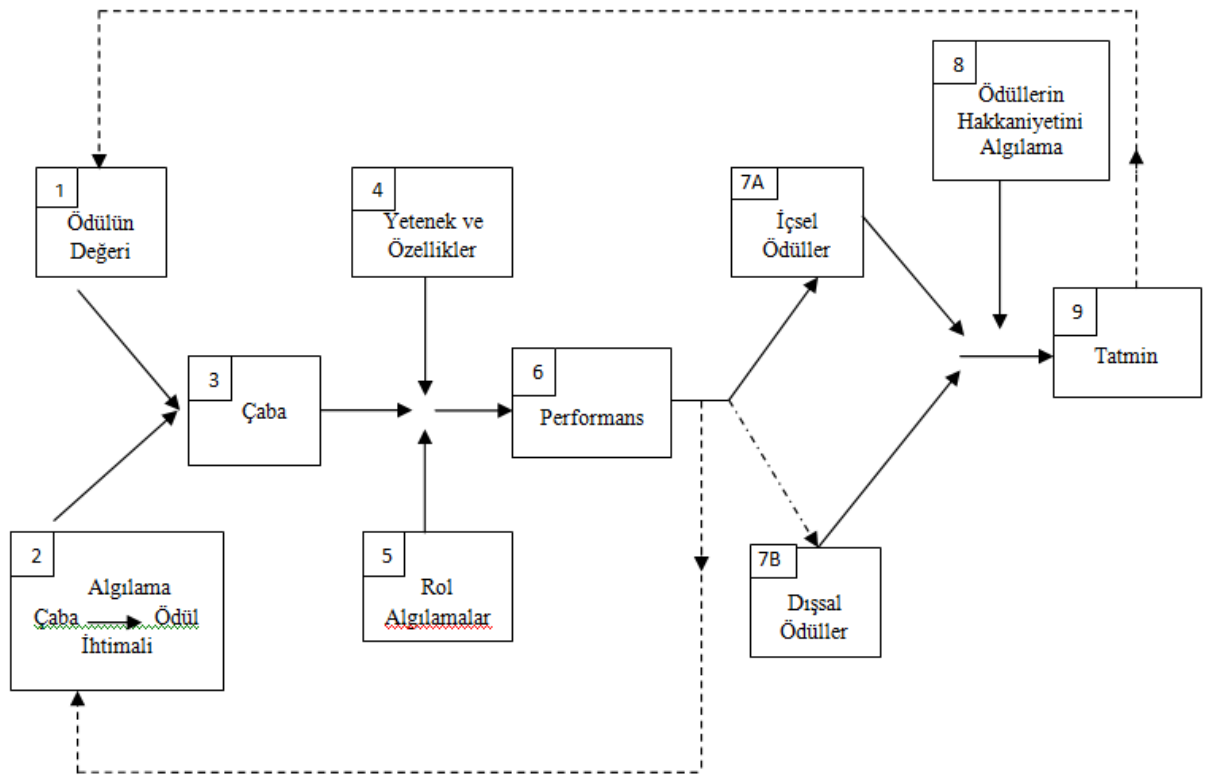 1
Ödülün
Değeri
2
Algılama
Çaba Ödül
İhtimali
3
Çaba
4
Yetenek ve
Özellikler
5
Rol
Algılamalar
6
Performans
7A
İçsel
Ödüller
7B
Dışsal
Ödüller
8
Ödüllerin
Hakkaniyetini
Algılama
9
Tatmin